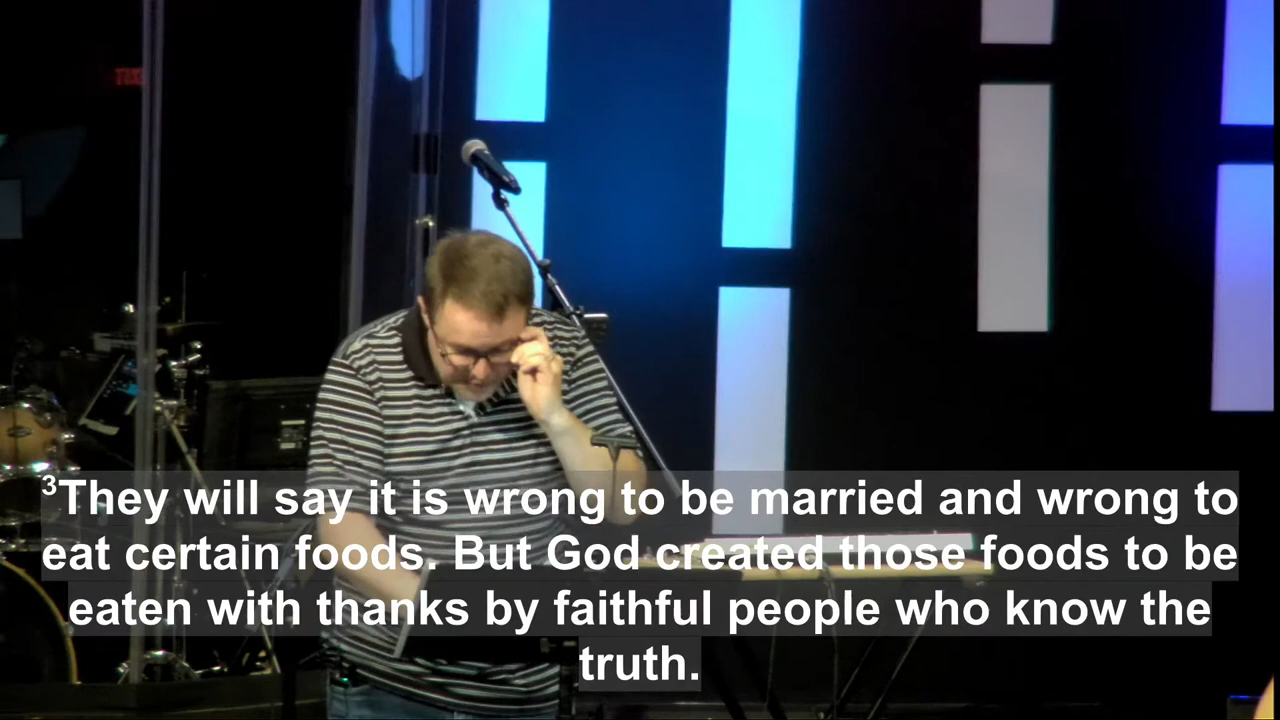 ³They will say it is wrong to be married and wrong to
eat certain foods. But God created those foods to be
eaten with thanks by faithful people who know the
truth.